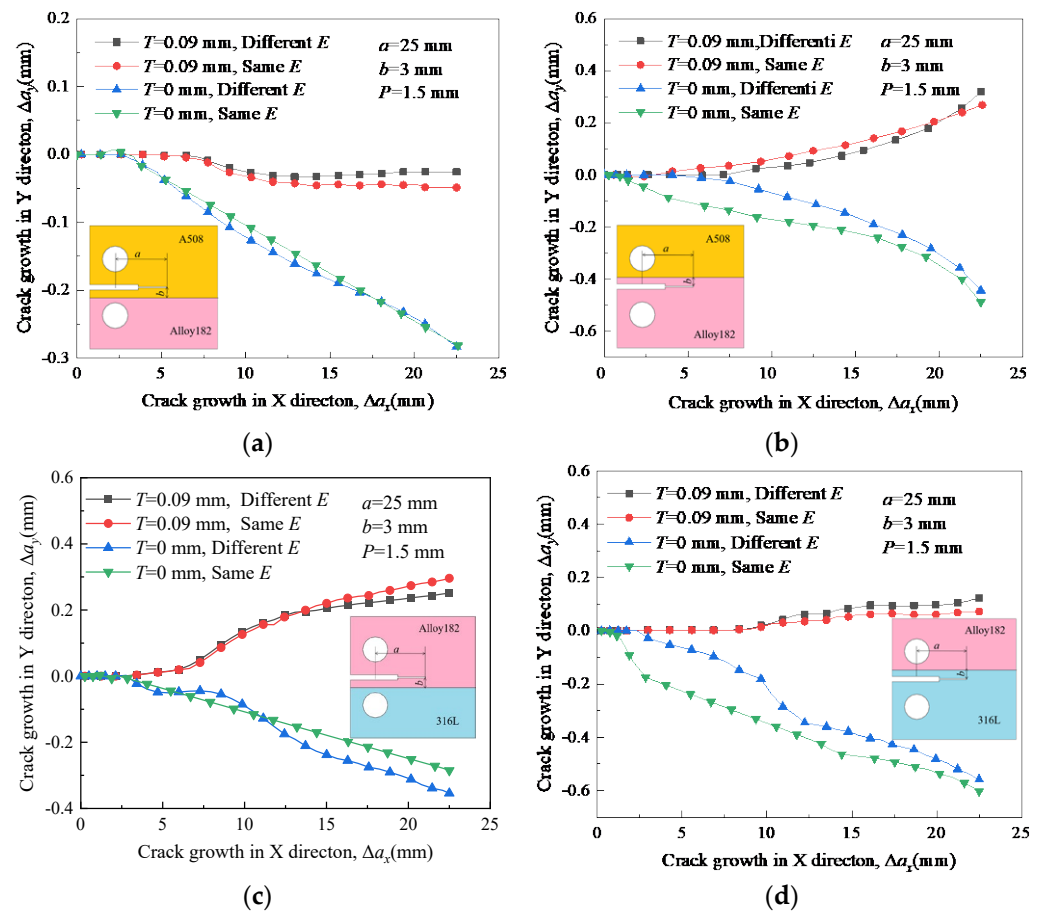 T=0.09 mm, Different E
T=0.09 mm, Same E
T=0 mm, Different E
T=0 mm, Same E
a=25 mm
b=3 mm
P=1.5 mm
0.2
0.1
0.0
-0.1
-0.2
-0.3
Crack growth in Y directon, Δay(mm)
A508
a
b
Alloy182
0 5 10 15 20 25
Crack growth in X directon, Δax(mm)
(a)
T=0.09 mm,Differenti E
T=0.09 mm, Same E
T=0 mm, Differenti E
T=0 mm, Same E
a=25 mm
b=3 mm
P=1.5 mm
0.6
0.4
0.2
0.0
-0.2
-0.4
-0.6
Crack growth in Y directon, Δay(mm)
A508
a
b
Alloy182
0 5 10 15 20 25
Crack growth in X directon, Δax(mm)
(b)
T=0.09 mm, Different E
T=0.09 mm, Same E
T=0 mm, Different E
T=0 mm, Same E
a=25 mm
b=3 mm
P=1.5 mm
0.6
0.4
0.2
0.0
-0.2
-0.4
Crack growth in Y directon, Δay(mm)
Alloy182
a
b
316L
0 5 10 15 20 25
Crack growth in X directon, Δax(mm)
(c)
T=0.09 mm, Different E
T=0.09 mm, Same E
T=0 mm, Different E
T=0 mm, Same E
a=25 mm
b=3 mm
P=1.5 mm
0.6
0.4
0.2
0.0
-0.2
-0.4
-0.6
Crack growth in Y directon, Δay(mm)
Alloy182
a
b
316L
0 5 10 15 20 25
Crack growth in X directon, Δax(mm)
(d)